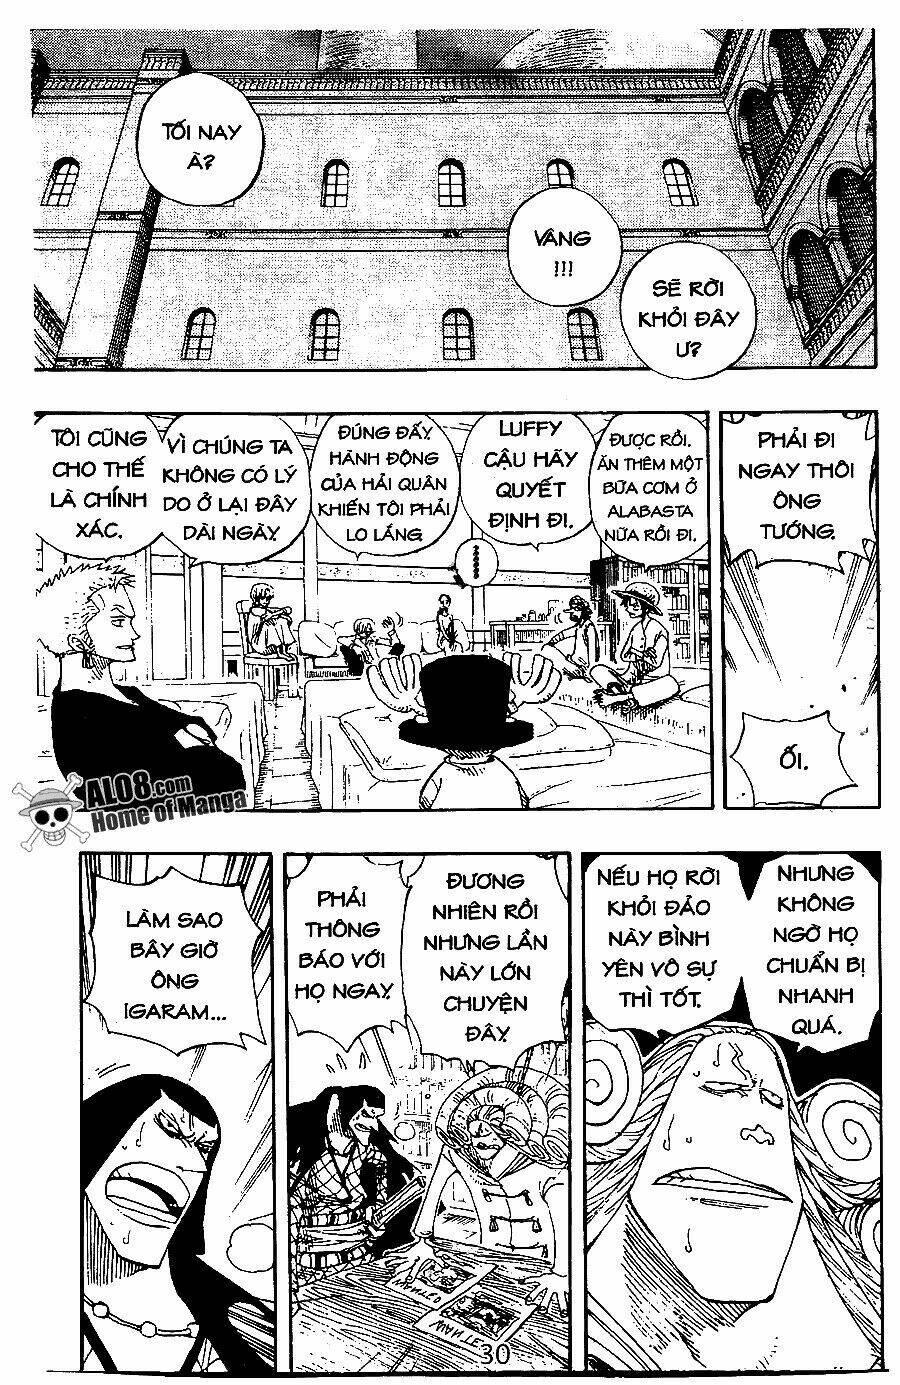 TỐI NAY
À?
VÂNG
!!!
SẼ RỜI
KHỎI ĐÂY
Ư?
TÔI CŨNG
CHO THẾ
LÀ CHÍNH
XÁC.
VÌ CHÚNG TA
KHÔNG CÓ LÝ
DO Ở LẠI ĐÂY
DÀI NGÀY.
ĐÚNG ĐẤY.
HÀNH ĐỘNG
CỦA HẢI QUÂN
KHIẾN TÔI PHẢI
LO LẮNG.
LUFFY
CẬU HÃY
QUYẾT
ĐỊNH ĐI.
ĐƯỢC RỒI.
ĂN THÊM MỘT
BỮA CƠM Ở
ALABASTA
NỮA RỒI ĐI.
PHẢI ĐI
NGAY THÔI
ÔNG
TƯỚNG.
ỐI.
ALO8.com
Home of Manga
LÀM SAO
BÂY GIỜ
ÔNG
IGARAM...
PHẢI
THÔNG
BÁO VỚI
HỌ NGAY.
ĐƯƠNG
NHIÊN RỒI
NHƯNG LẦN
NÀY LỚN
CHUYỆN
ĐÂY.
NẾU HỌ RỜI
KHỎI ĐẢO
NÀY BÌNH
YÊN VÔ SỰ
THÌ TỐT.
NHƯNG
KHÔNG
NGỜ HỌ
CHUẨN BỊ
NHANH
QUÁ.
WANTED
WANT
30